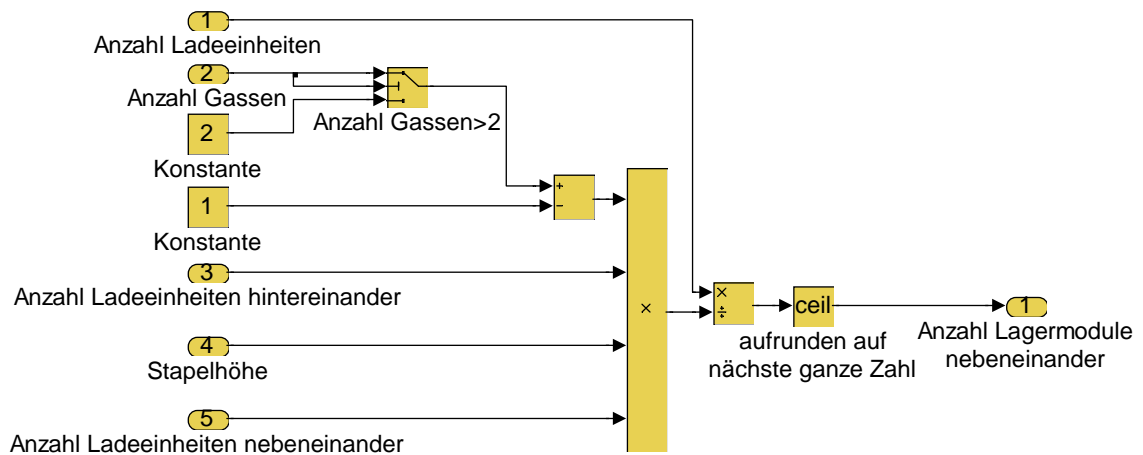 1
Anzahl Ladeeinheiten
2
Anzahl Gassen
Anzahl Gassen>2
2
Konstante
+
−
1
Konstante
3
Anzahl Ladeeinheiten hintereinander
×
÷
ceil
1
×
aufrunden auf
nächste ganze Zahl
Anzahl Lagermodule
nebeneinander
4
Stapelhöhe
5
Anzahl Ladeeinheiten nebeneinander